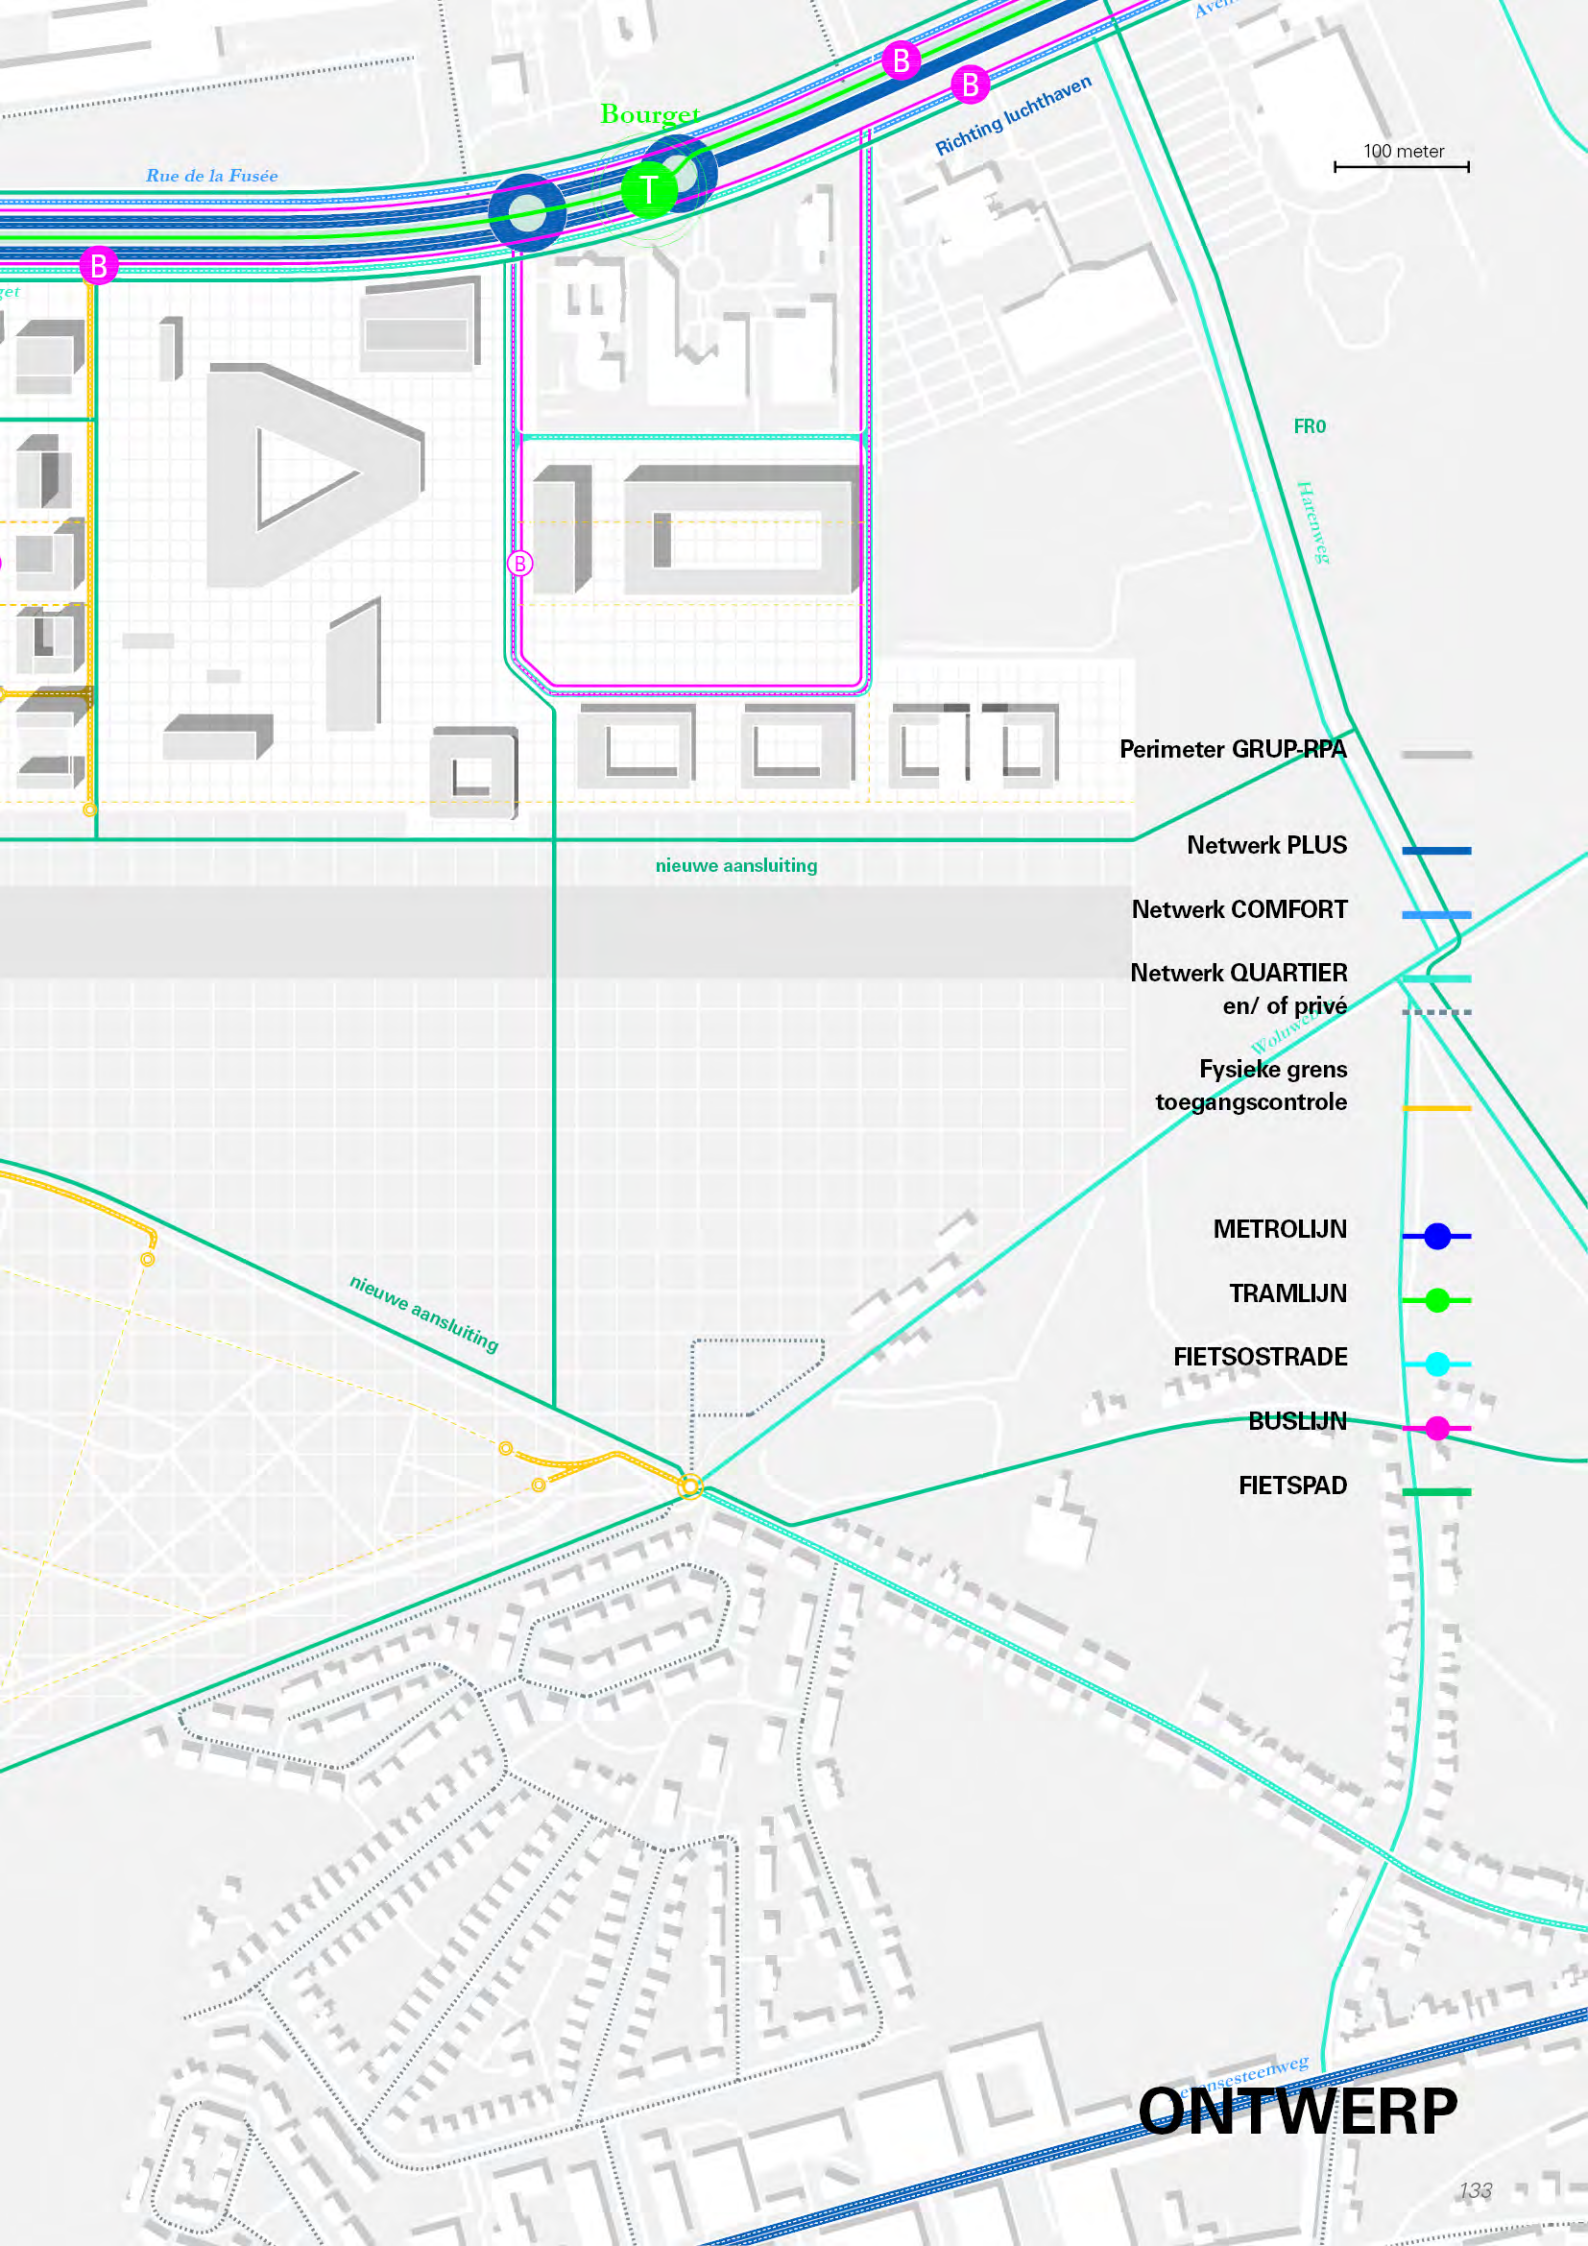 B
B
Bourget
Richting luchthaven
100 meter
Rue de la Fusée
T
B
FR0
Harenweg
B
Perimeter GRUP-RPA
Netwerk PLUS
nieuwe aansluiting
Netwerk COMFORT
Netwerk QUARTIER
en/ of privé
Fysieke grens
toegangscontrole
METROLIJN
nieuwe aansluiting
TRAMLIJN
FIETSOSTRADE
BUSLIJN
FIETSPAD
ONTWERP
133